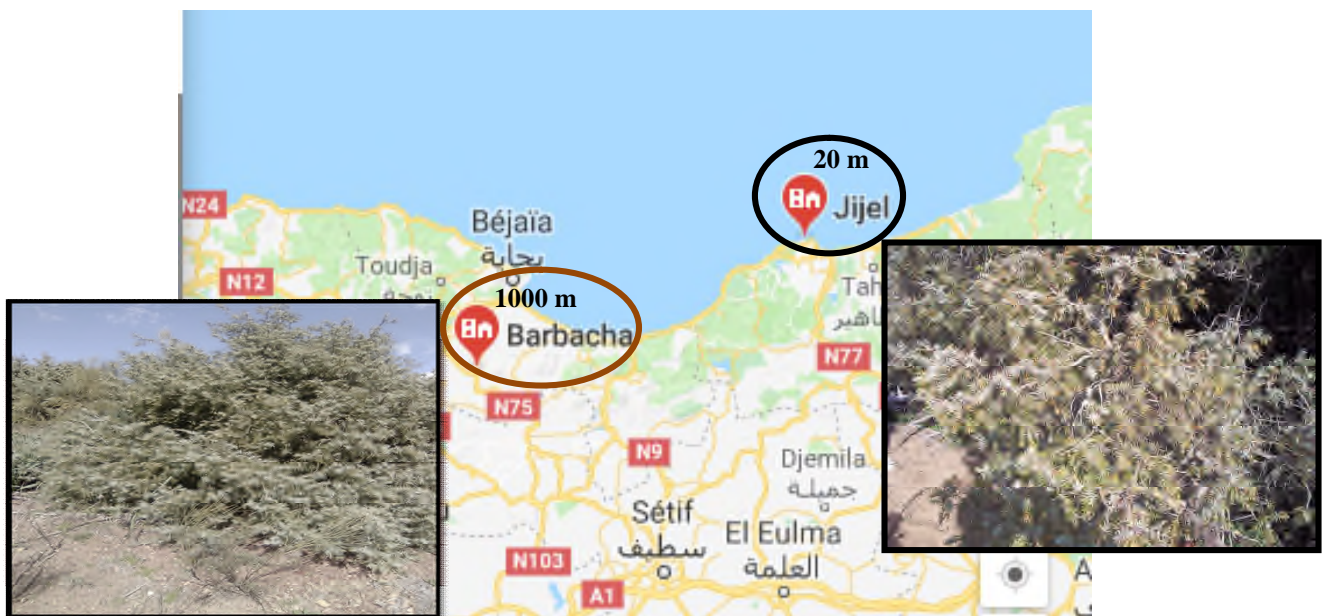 20 m
Jijel
N24
Béjaïa
بجاية
Toudja
N12
1000 m
Barbacha
Tah
N77
N75
N9
Djemila
جميلة
Sétif
سطيف
El Eulma
العلمة
N103
A1
A